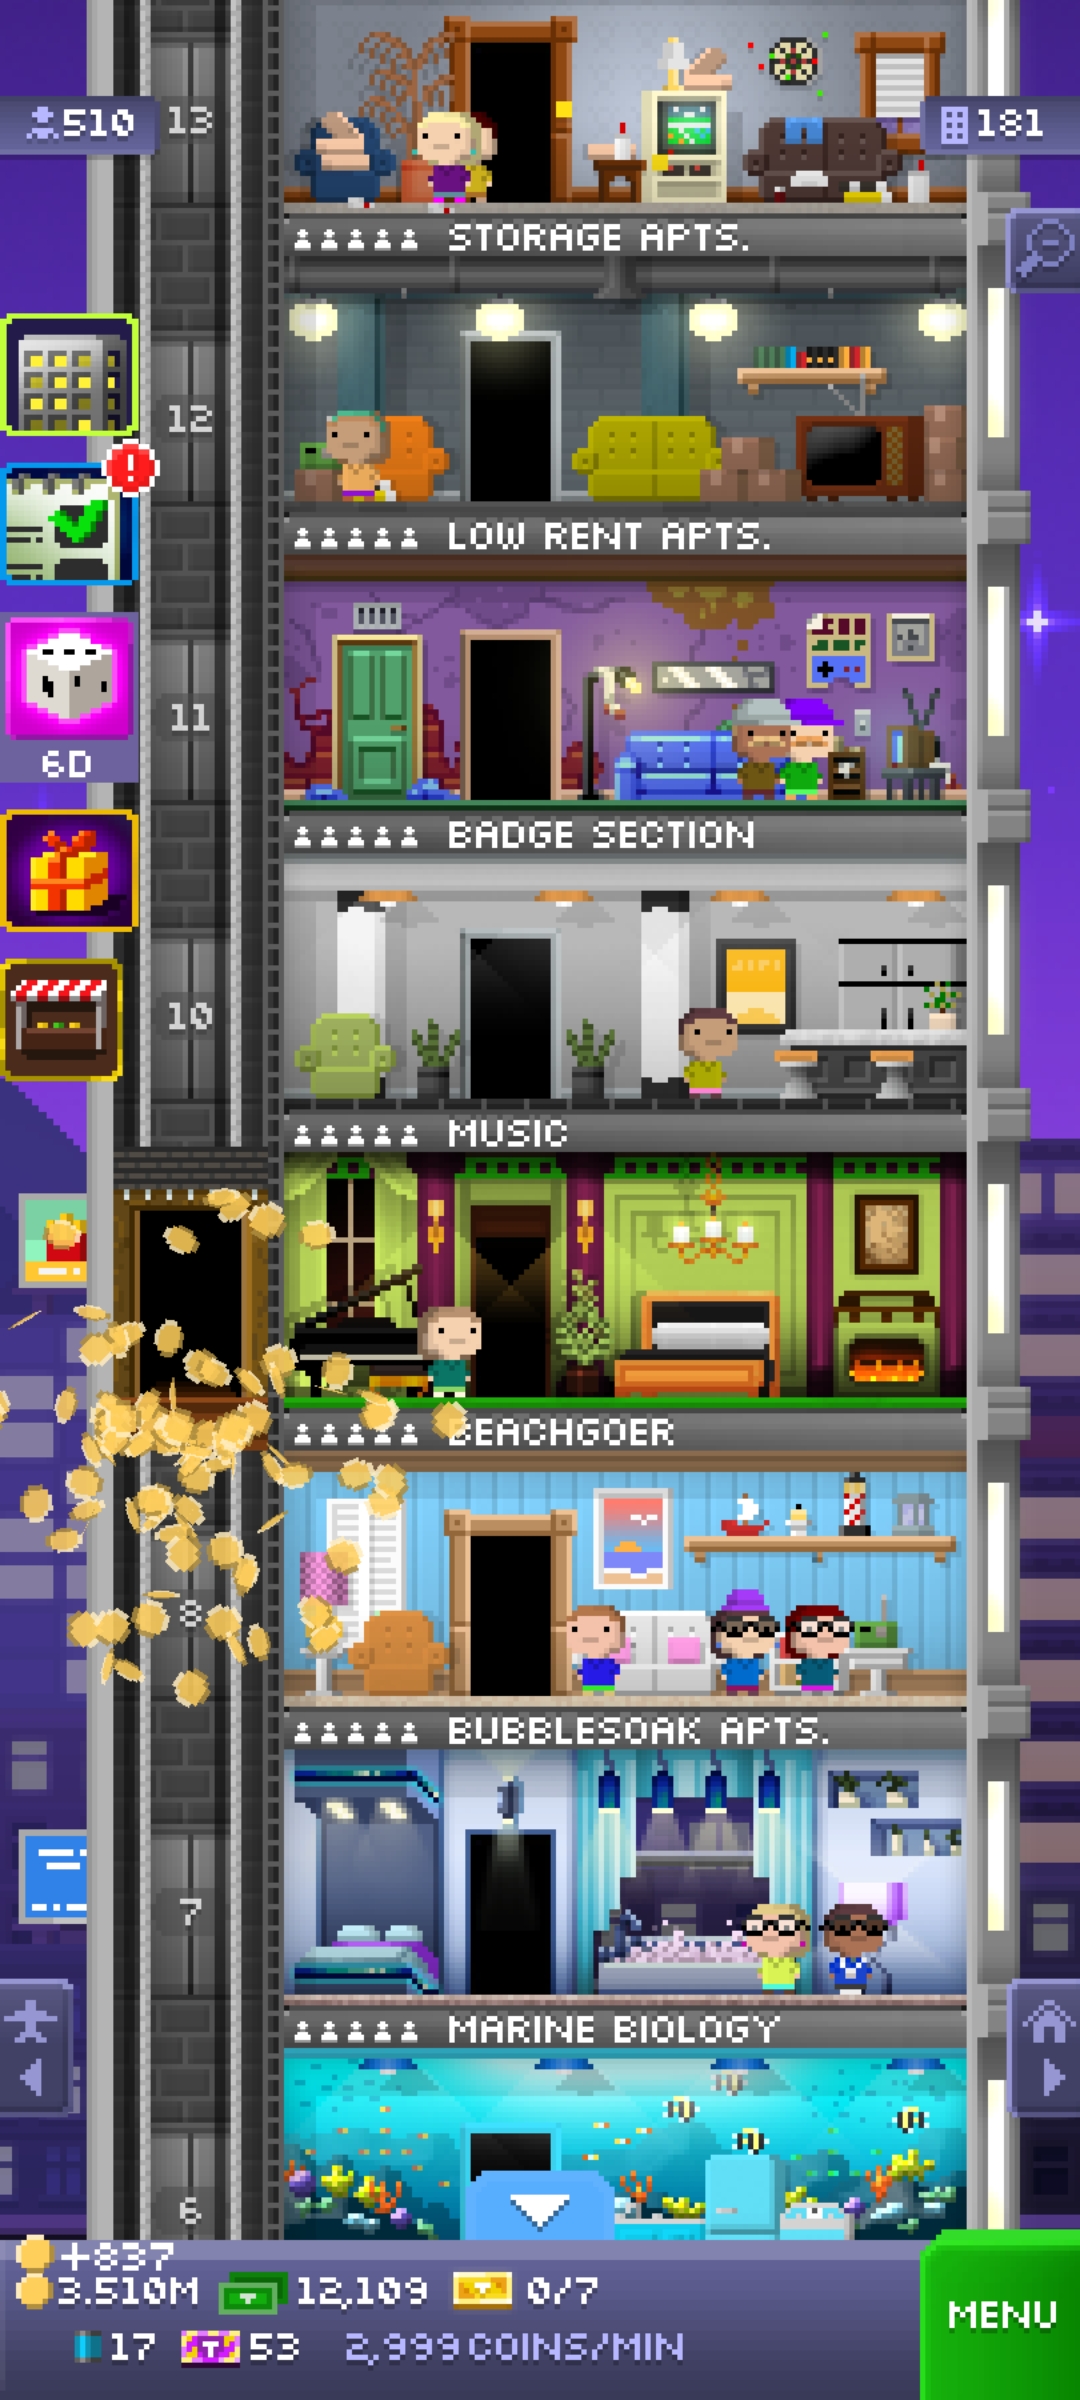 13
510
181
STORAGE APTS.
12
LOW RENT APTS.
11
6D
BADGE SECTION
10
MUSIC
BEACHGOER
8
BUBBLESOAK APTS.
7
MARINE BIOLOGY
6
+837
3.510M 12,109 0/7
MENU
17 T 53 2,999 COINS/MIN